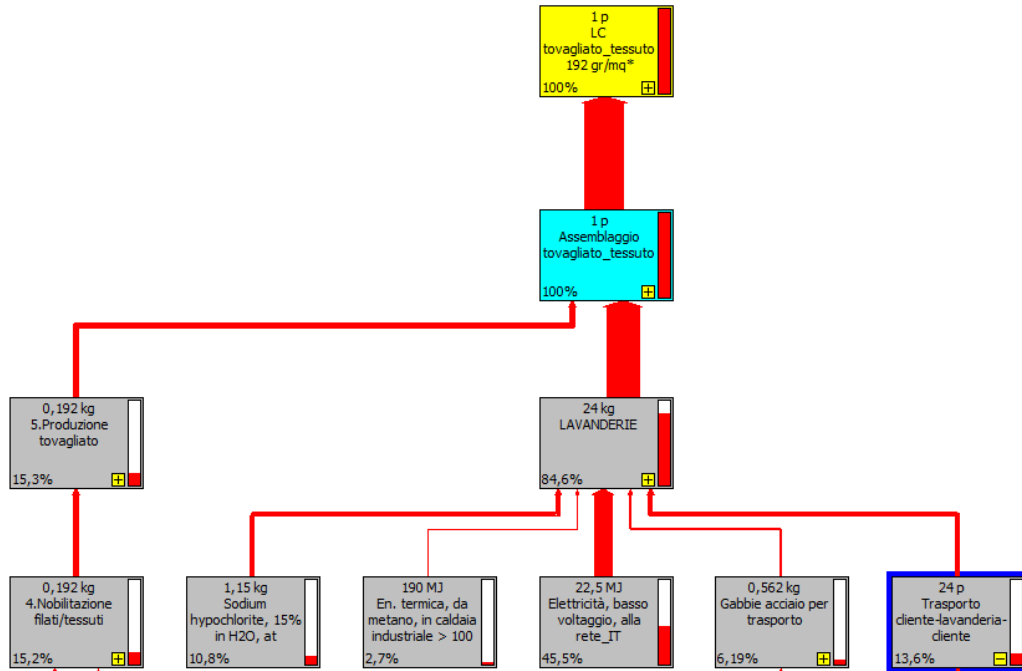 1 p
LC
tovagliato_tessuto
192 gr/mq*
100%
1 p
Assemblaggio
tovagliato_tessuto
100%
0,192 kg
5.Produzione
tovagliato
15,3%
24 kg
LAVANDERIE
84,6%
0,192 kg
4.Nobilitazione
filati/tessuti
15,2%
1,15 kg
Sodium
hypochlorite, 15%
in H2O, at
10,8%
190 MJ
En. termica, da
metano, in caldaia
industriale > 100
2,7%
22,5 MJ
Elettricità, basso
voltaggio, alla
rete_IT
45,5%
0,562 kg
Gabbie acciaio per
trasporto
6,19%
24 p
Trasporto
cliente-lavanderia-
cliente
13,6%